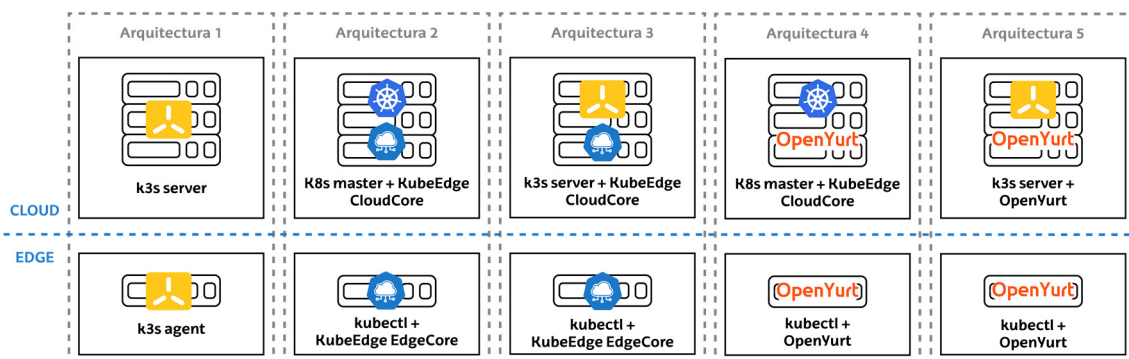 Arquitectura 1
Arquitectura 2
Arquitectura 3
Arquitectura 4
Arquitectura 5
OpenYurt
OpenYurt
k3s server
K8s master + KubeEdge
CloudCore
k3s server + KubeEdge
CloudCore
K8s master + KubeEdge
CloudCore
k3s server +
OpenYurt
CLOUD
EDGE
OpenYurt
OpenYurt
k3s agent
kubectl +
KubeEdge EdgeCore
kubectl +
KubeEdge EdgeCore
kubectl +
OpenYurt
kubectl +
OpenYurt